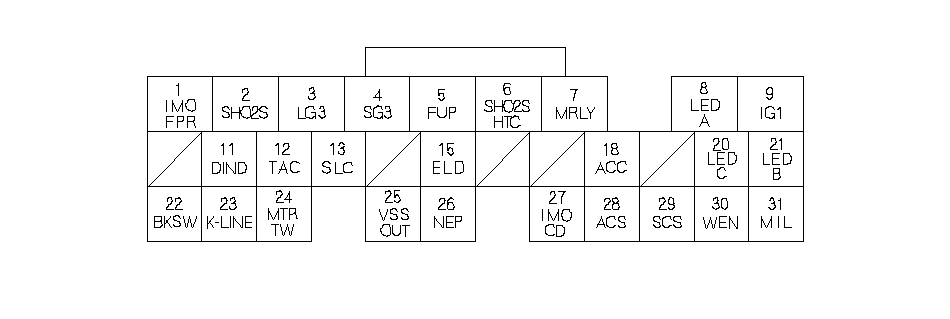 1
IMO
FPR
2
SHO2S
3
LG3
4
SG3
5
FUP
6
SHO2S
HTC
7
MRLY
8
LED
A
9
IG1
11
DIND
12
TAC
13
SLC
15
ELD
18
ACC
20
LED
C
21
LED
B
22
BKSW
23
K-LINE
24
MTR
TW
25
VSS
OUT
26
NEP
27
IMO
CD
28
ACS
29
SCS
30
WEN
31
MIL